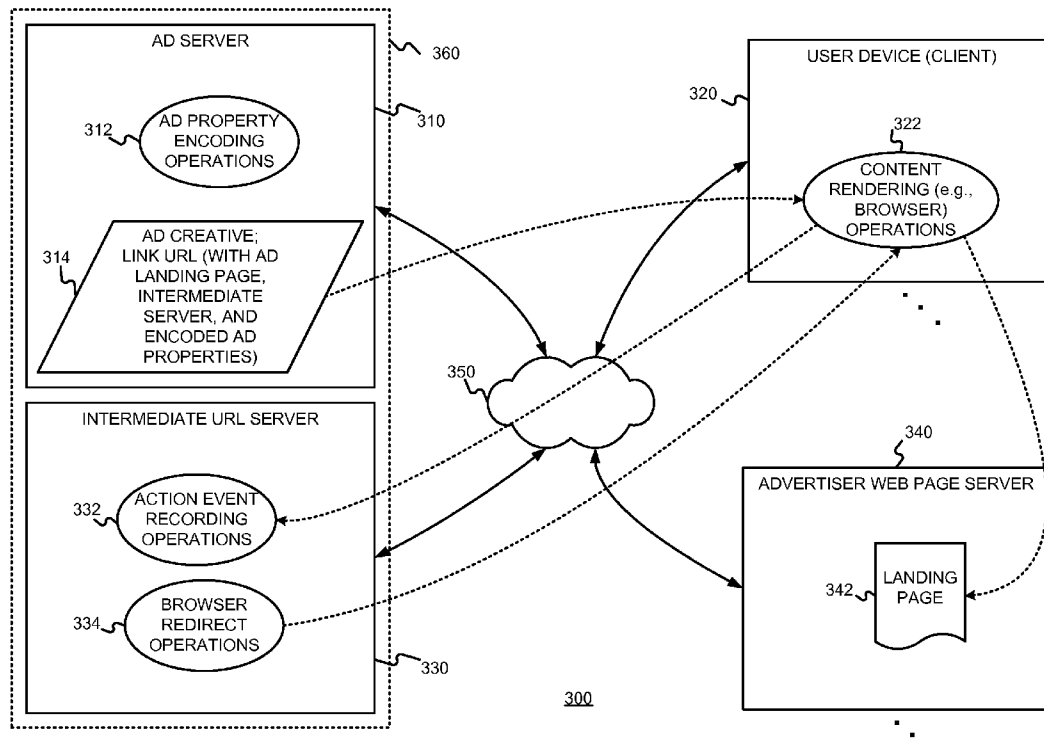 AD SERVER
360
310
312
AD PROPERTY
ENCODING
OPERATIONS
314
AD CREATIVE;
LINK URL (WITH AD
LANDING PAGE,
INTERMEDIATE
SERVER, AND
ENCODED AD
PROPERTIES)
INTERMEDIATE URL SERVER
332
ACTION EVENT
RECORDING
OPERATIONS
334
BROWSER
REDIRECT
OPERATIONS
330
350
300
USER DEVICE (CLIENT)
320
322
CONTENT
RENDERING (e.g.,
BROWSER)
OPERATIONS
340
ADVERTISER WEB PAGE SERVER
342
LANDING
PAGE